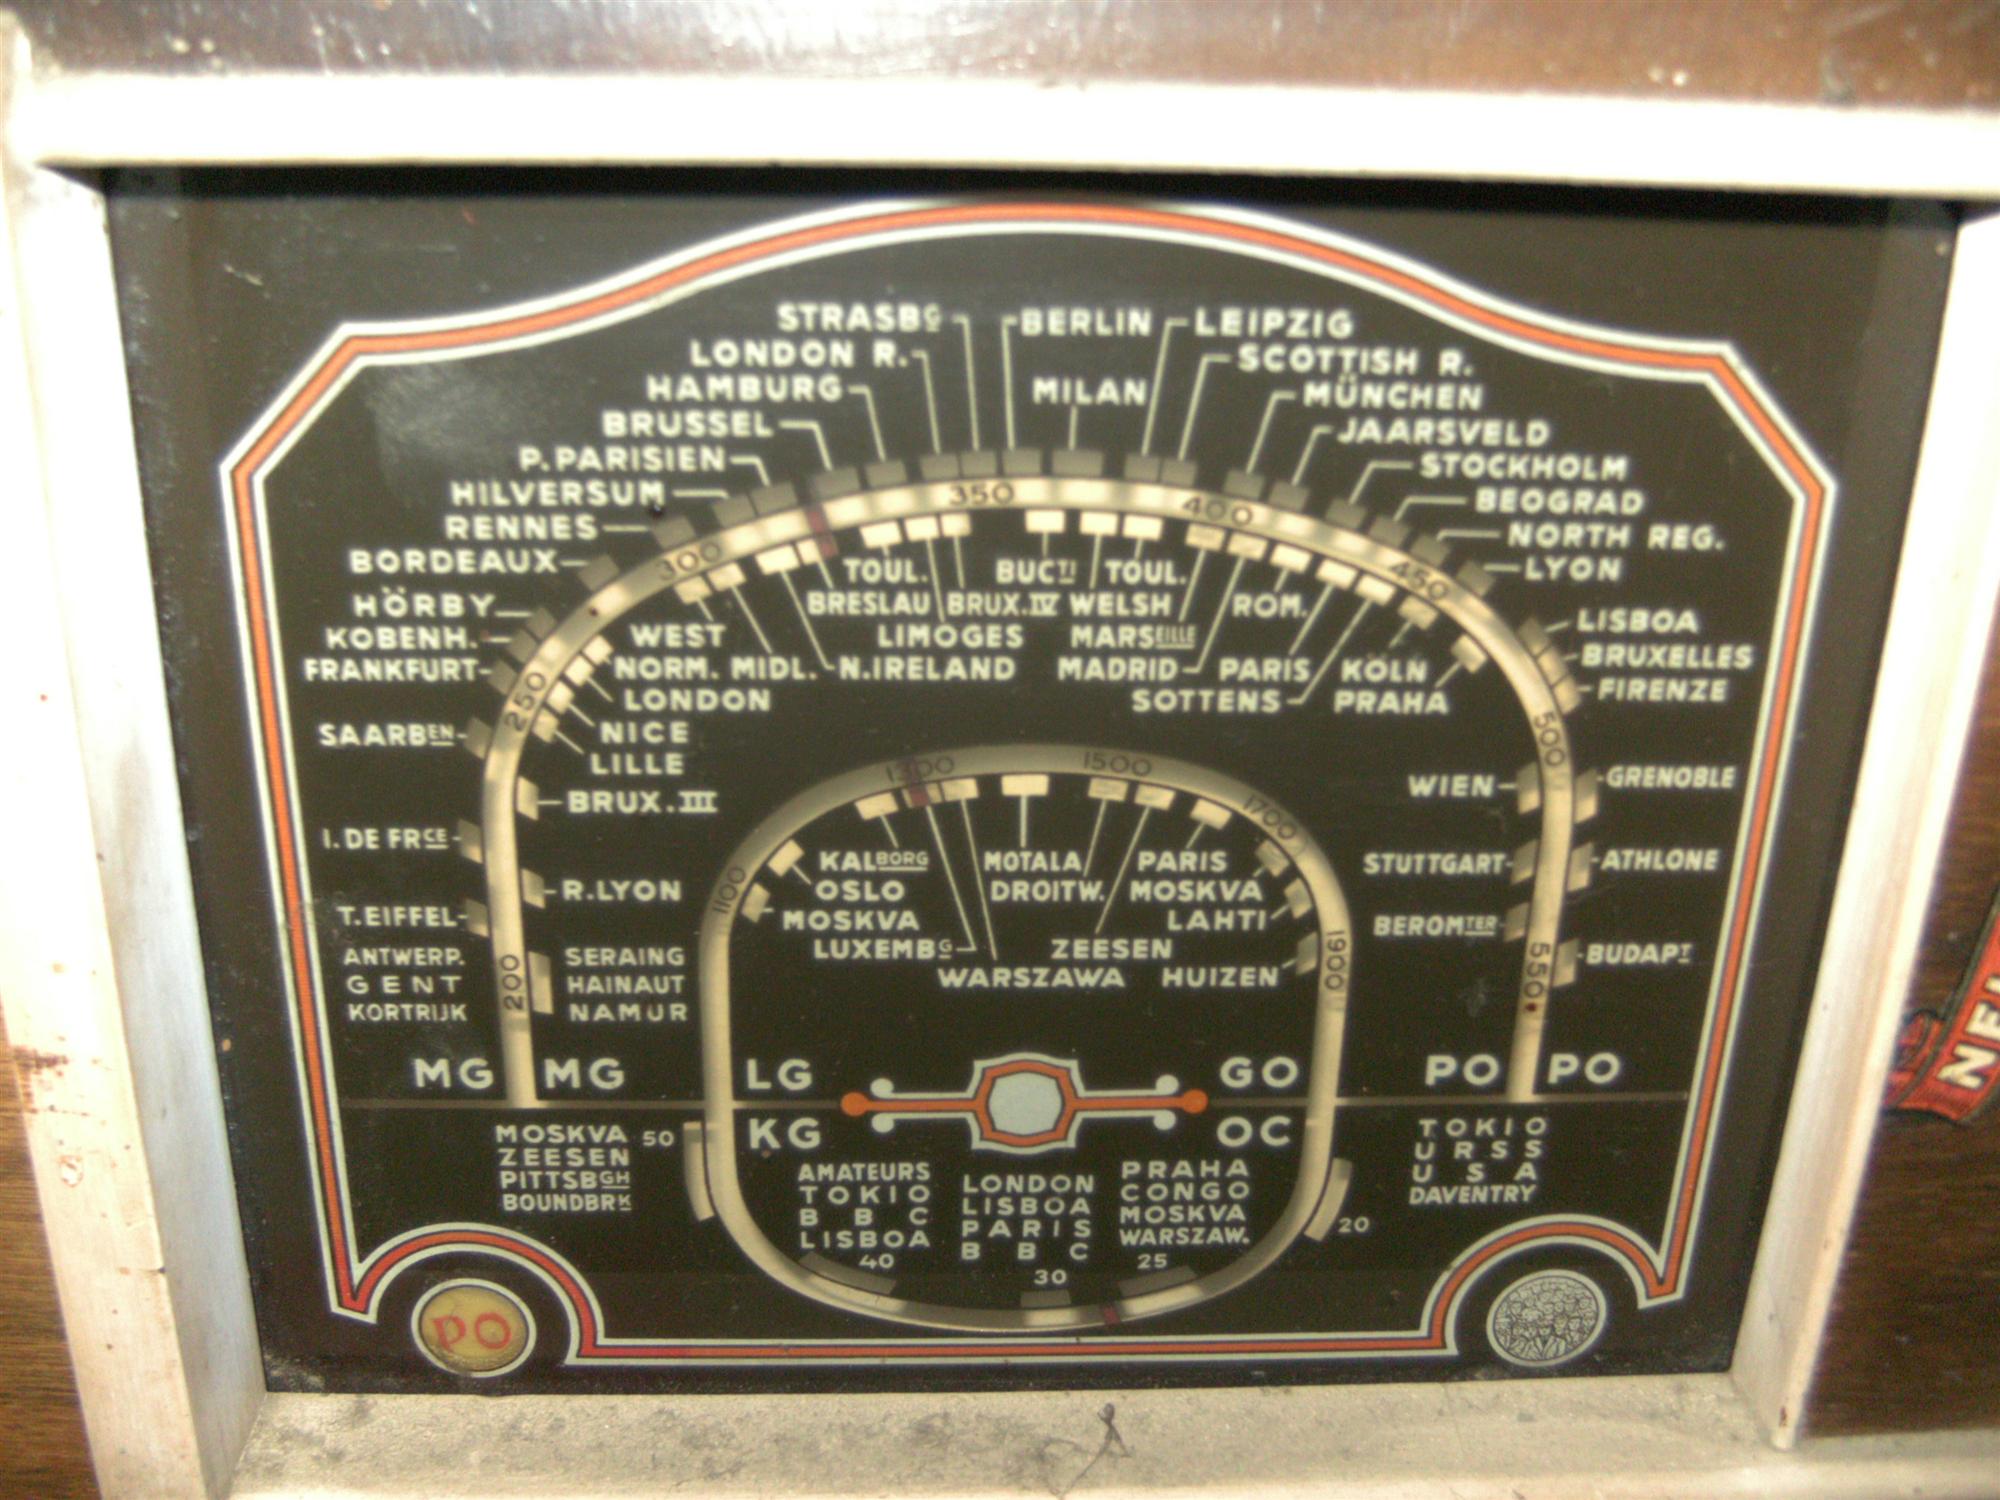 STRASBG BERLIN LEIPZIG
LONDON R. SCOTTISH R.
HAMBURG MILAN MÜNCHEN
BRUSSEL JAARSVELD
P.PARISIEN STOCKHOLM
HILVERSUM 350 400 BEOGRAD
RENNES NORTH REG.
BORDEAUX 300 TOUL. BUCTI TOUL. 450 LYON
HÖRBY BRESLAU BRUX.IV WELSH ROM. LISBOA
KOBENH. WEST LIMOGES MARSEILLE BRUXELLES
FRANKFURT NORM. MIDL. N.IRELAND MADRID PARIS KÖLN FIRENZE
250 LONDON SOTTENS PRAHA
SAARBEN NICE 500
LILLE 1300 1500
BRUX.III WIEN GRENOBLE
I.DE FRCE 1700
KALBORG MOTALA PARIS STUTTGART ATHLONE
R.LYON 1100 OSLO DROITW. MOSKVA
T.EIFFEL MOSKVA LAHTI BEROMTER
ANTWERP. SERAING LUXEMBG ZEESEN BUDAPT
GENT 200 HAINAUT WARSZAWA HUIZEN 1900 550
KORTRIJK NAMUR
MG MG LG GO PO PO
KG OC
MOSKVA 50
ZEESEN
PITTSBGH
BOUNDBRK
AMATEURS
TOKIO
BBC
LISBOA
40
LONDON
LISBOA
PARIS
BBC
30
PRAHA
CONGO
MOSKVA
WARSZAW.
25
TOKIO
URSS
USA
DAVENTRY
20
PO